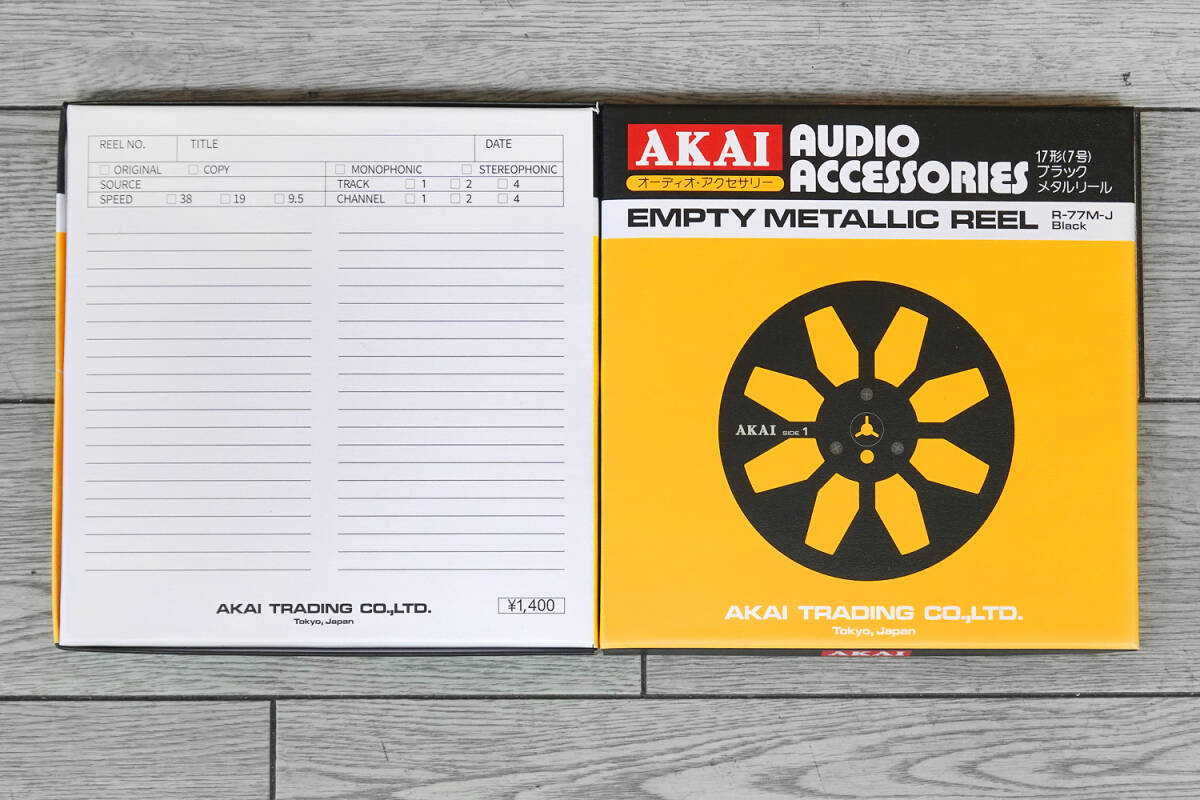 REEL NO. TITLE DATE
ORIGINAL COPY MONOPHONIC STEREOPHONIC
SOURCE TRACK 1 2 4
SPEED 38 19 9.5 CHANNEL 1 2 4
AKAI TRADING CO.,LTD. ¥1,400
Tokyo, Japan
AKAI
オーディオ・アクセサリー
AUDIO
ACCESSORIES
17形(7号)
ブラック
メタルリール
EMPTY METALLIC REEL
R-77M-J
Black
AKAI SIDE 1
AKAI TRADING CO.,LTD.
Tokyo, Japan
AKAI